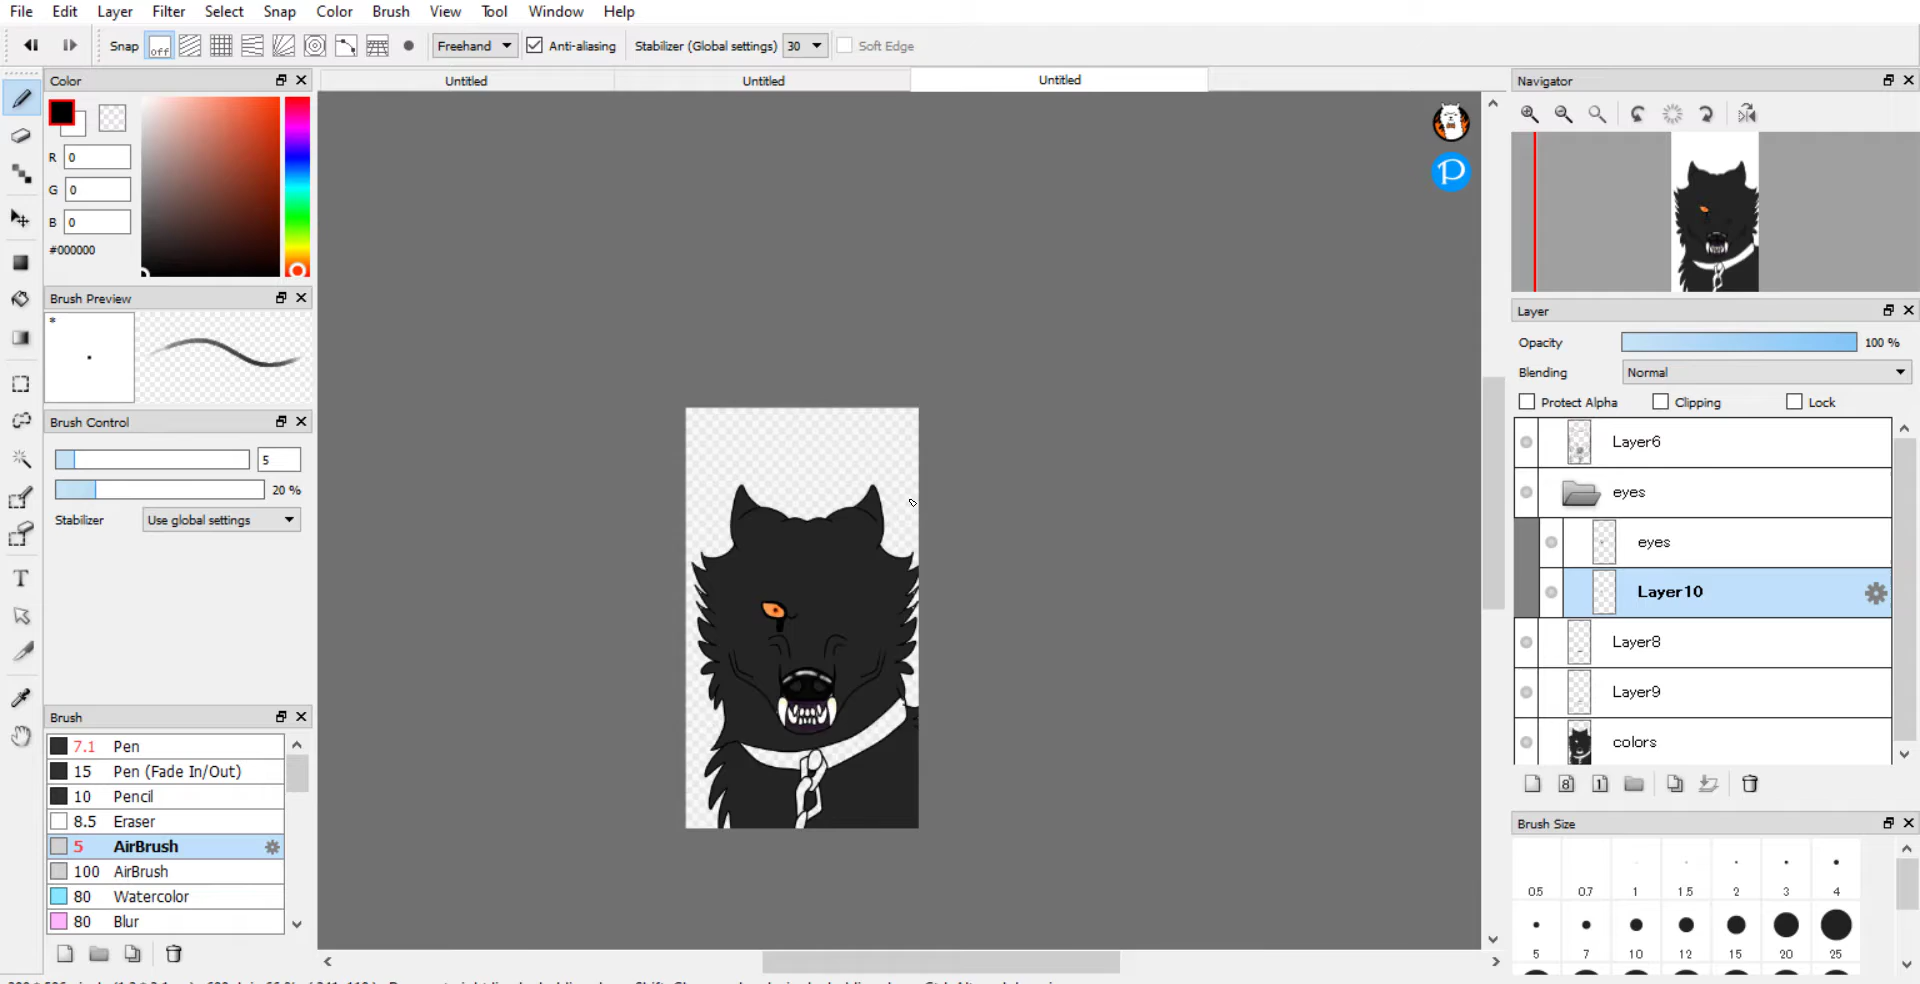 File Edit Layer Filter Select Snap Color Brush View Tool Window Help
Snap off Freehand Anti-aliasing Stabilizer (Global settings) 30 Soft Edge
Color
R 0
G 0
B 0
#000000
Brush Preview
*
Brush Control
5
20 %
Stabilizer Use global settings
Brush
7.1 Pen
15 Pen (Fade In/Out)
10 Pencil
8.5 Eraser
5 AirBrush
100 AirBrush
80 Watercolor
80 Blur
T
Untitled Untitled Untitled
P
Navigator
Layer
Opacity 100 %
Blending Normal
Protect Alpha Clipping Lock
Layer6
eyes
eyes
Layer10
Layer8
Layer9
colors
8 1
Brush Size
0.5 0.7 1 1.5 2 3 4
5 7 10 12 15 20 25